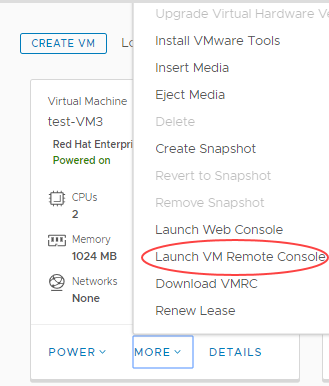 Upgrade Virtual Hardware Ve
CREATE VM
Lo
Install VMware Tools
Insert Media
Eject Media
Delete
Create Snapshot
Revert to Snapshot
Remove Snapshot
Launch Web Console
Launch VM Remote Console
Download VMRC
Renew Lease
Virtual Machine
test-VM3
Red Hat Enterpri
Powered on
CPUs
2
Memory
1024 MB
Networks
None
POWER MORE DETAILS